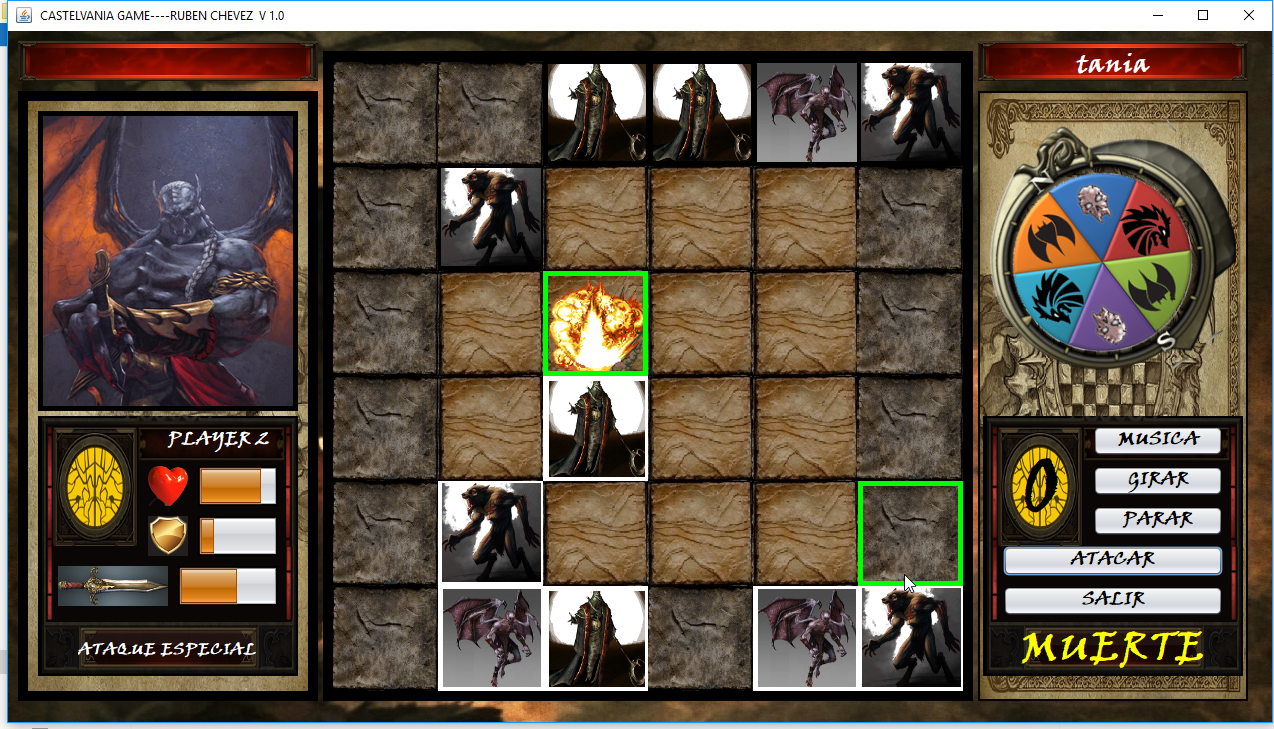 CASTELVANIA GAME----RUBEN CHEVEZ V 1.0
tania
N
S
PLAYER 2
ATAQUE ESPECIAL
0
MUSICA
GIRAR
PARAR
ATACAR
SALIR
MUERTE